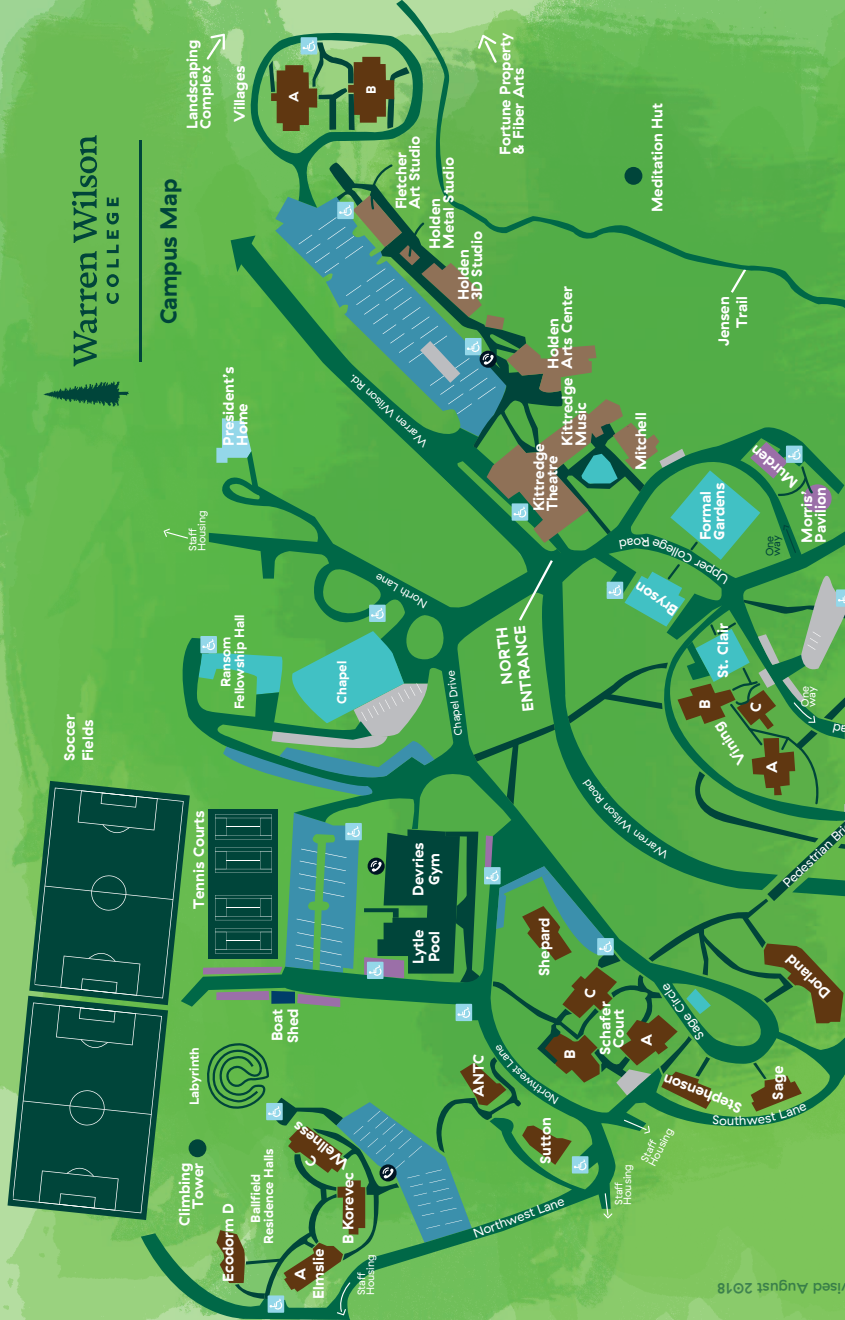 Warren Wilson
COLLEGE
Campus Map
Landscaping
Complex
Villages
A
B
Fortune Property
& Fiber Arts
Meditation Hut
Fletcher
Art Studio
Holden
Metal Studio
Holden
3D Studio
Jensen
Trail
Holden
Arts Center
Warren Wilson Rd.
President's
Home
Kittredge
Music
Mitchell
Kittredge
Theatre
Staff
Housing
Murden
Morris'
Pavilion
Formal
Gardens
One
way
Upper College Road
North Lane
Bryson
NORTH
ENTRANCE
Ransom
Fellowship Hall
Chapel
Chapel Drive
St. Clair
B
C
Vining
A
One
way
Soccer
Fields
Tennis Courts
Warren Wilson Road
Devries
Gym
Lytle
Pool
Shepard
Dorland
Boat
Shed
C
Schafer
Court
B
A
Sage Circle
Labyrinth
ANTC
Northwest Lane
Stephenson
Sage
Southwest Lane
Climbing
Tower
Wellness
C
Sutton
Staff
Housing
Staff
Housing
Ballfield
Residence Halls
B Korevec
Northwest Lane
Ecodorm D
A
Elmslie
Staff
Housing
August 2018